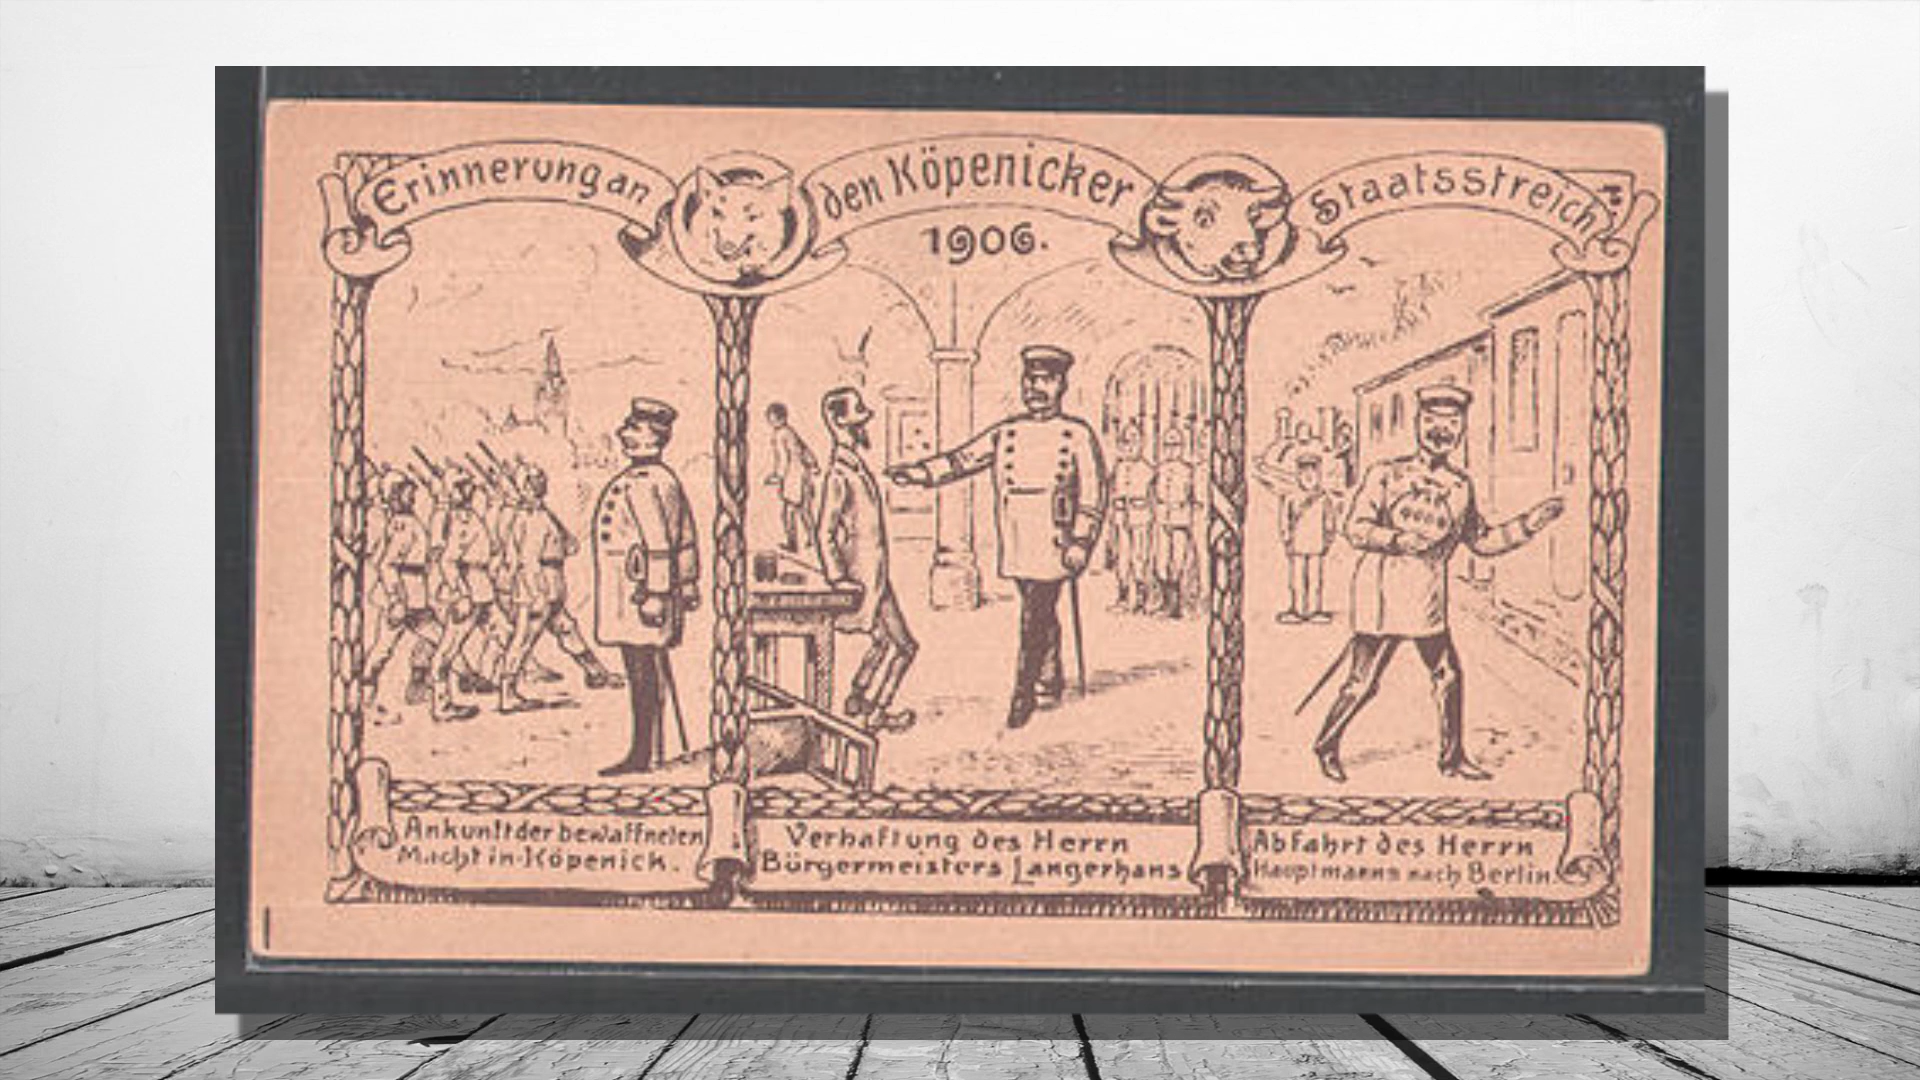 Erinnerung an den Köpenicker Staatsstreich
1906.
Ankunft der bewaffneten
Macht in Köpenick.
Verhaftung des Herrn
Bürgermeisters Langerhans
Abfahrt des Herrn
Hauptmanns nach Berlin.